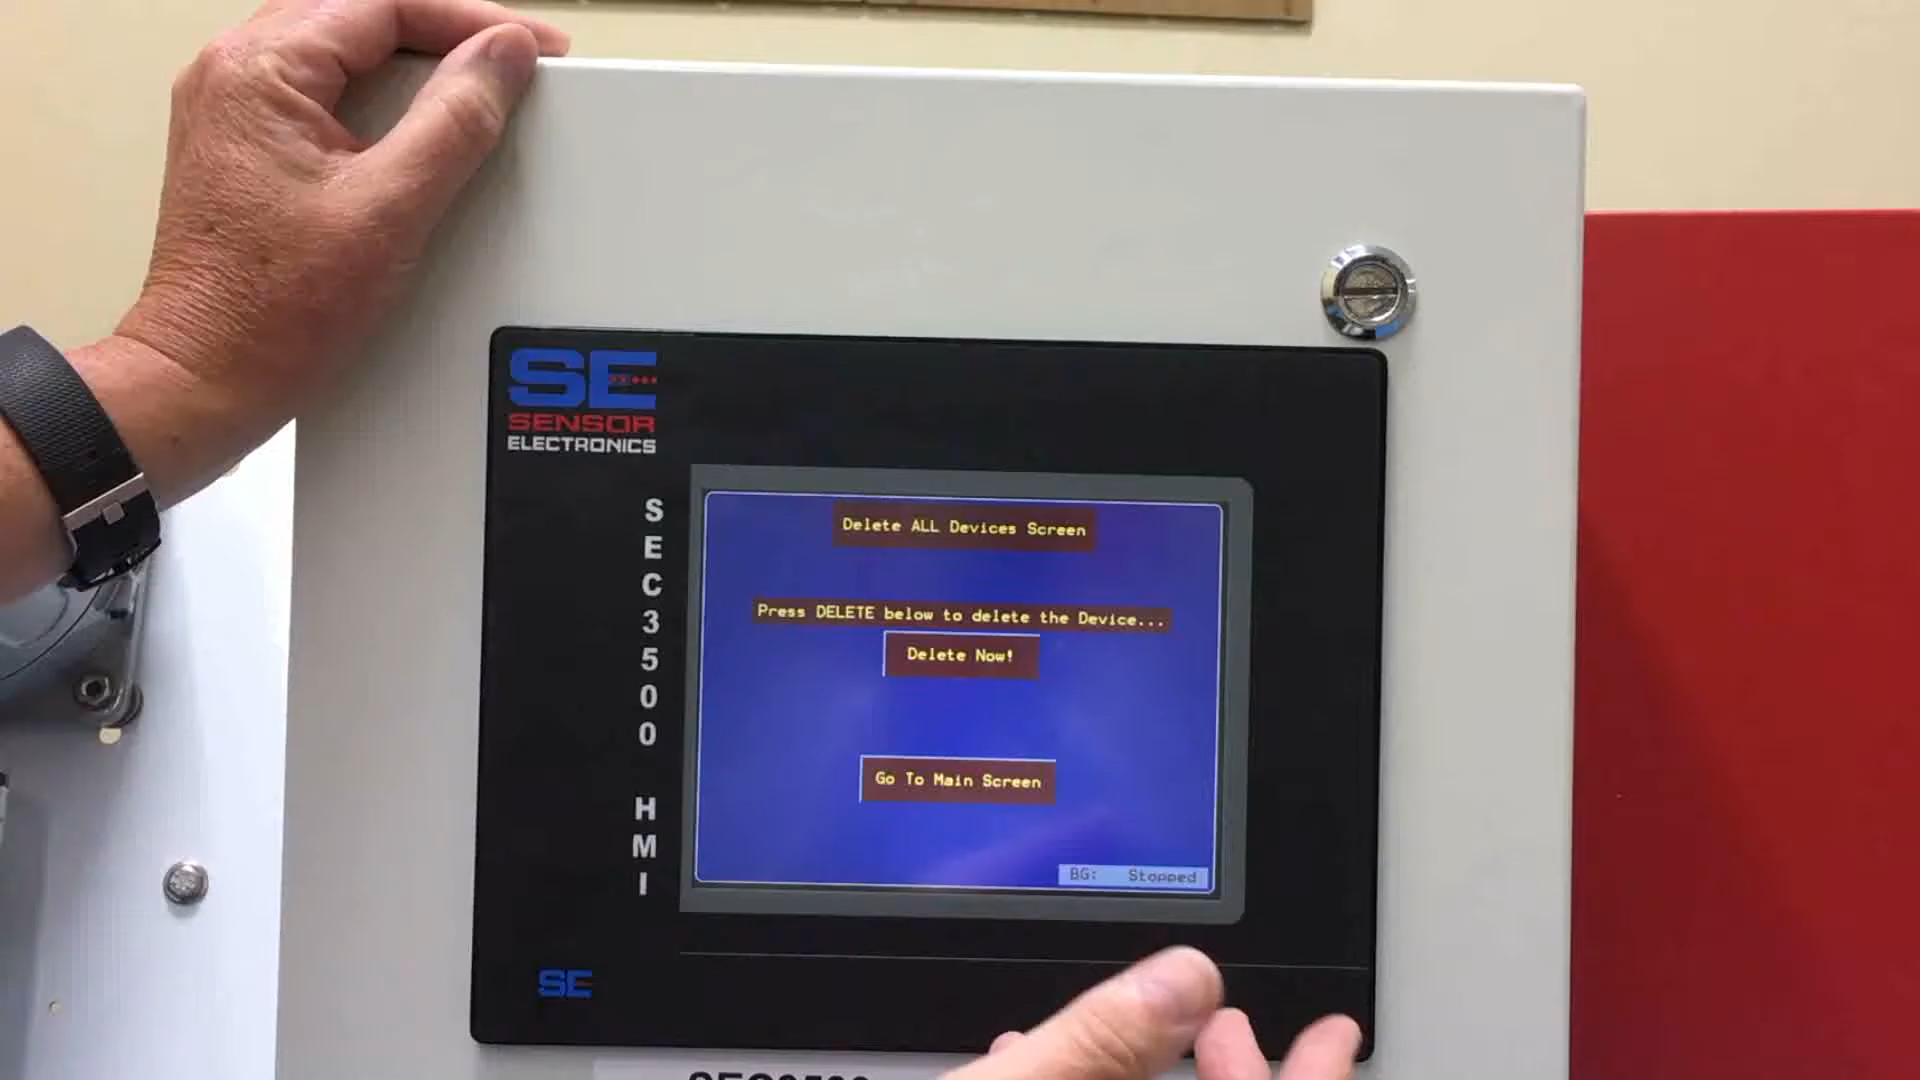 SE
SENSOR
ELECTRONICS
SEC3500 HMI
Delete ALL Devices Screen
Press DELETE below to delete the Device...
Delete Now!
Go To Main Screen
BG: Stopped
SE